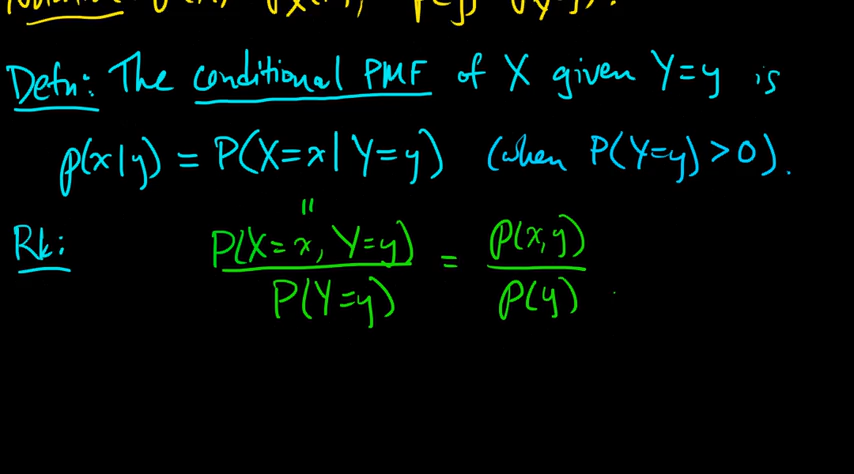 Defn: The conditional PMF of X given Y=y is
p(x|y) = P(X=x | Y=y) (when P(Y=y) > 0).
"
Rk: P(X=x, Y=y) / P(Y=y) = p(x,y) / p(y)